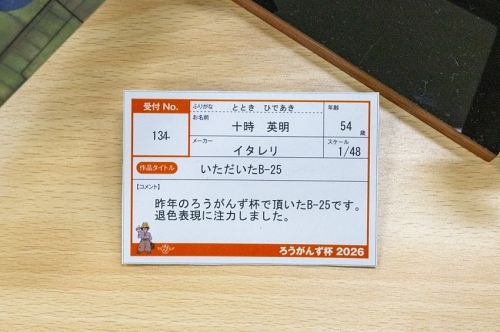 受付 No.
134-
ふりがな ととき ひであき
お名前
十時 英明
年齢
54 歳
メーカー
イタレリ
スケール
1/48
作品タイトル いただいたB-25
【コメント】
昨年のろうがんず杯で頂いたB-25です。
退色表現に注力しました。
ろうがんず杯 2026